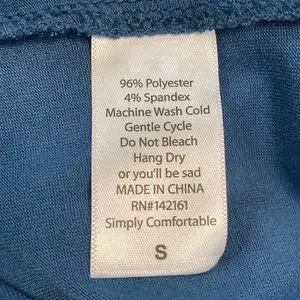 96% Polyester
4% Spandex
Machine Wash Cold
Gentle Cycle
Do Not Bleach
Hang Dry
or you'll be sad
MADE IN CHINA
RN#142161
Simply Comfortable
S